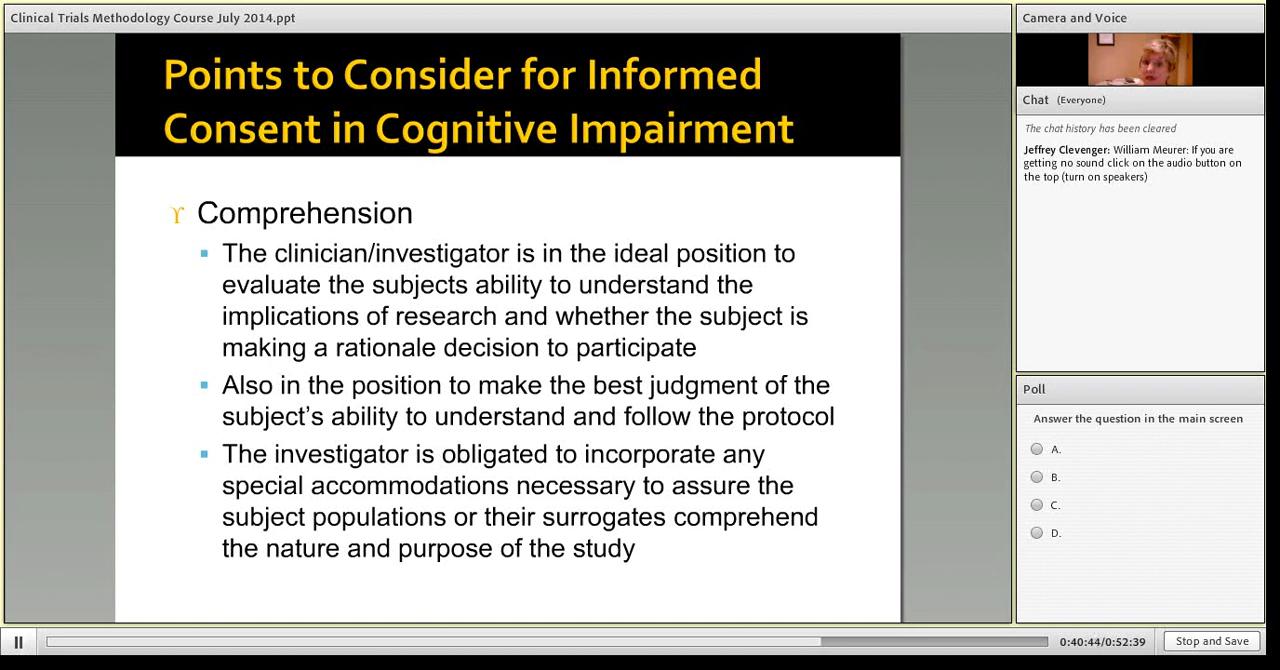 Clinical Trials Methodology Course July 2014.ppt
Points to Consider for Informed
Consent in Cognitive Impairment
Comprehension
The clinician/investigator is in the ideal position to
evaluate the subjects ability to understand the
implications of research and whether the subject is
making a rationale decision to participate
Also in the position to make the best judgment of the
subject's ability to understand and follow the protocol
The investigator is obligated to incorporate any
special accommodations necessary to assure the
subject populations or their surrogates comprehend
the nature and purpose of the study
Camera and Voice
Chat (Everyone)
The chat history has been cleared
Jeffrey Clevenger: William Meurer: If you are
getting no sound click on the audio button on
the top (turn on speakers)
Poll
Answer the question in the main screen
A.
B.
C.
D.
0:40:44/0:52:39
Stop and Save